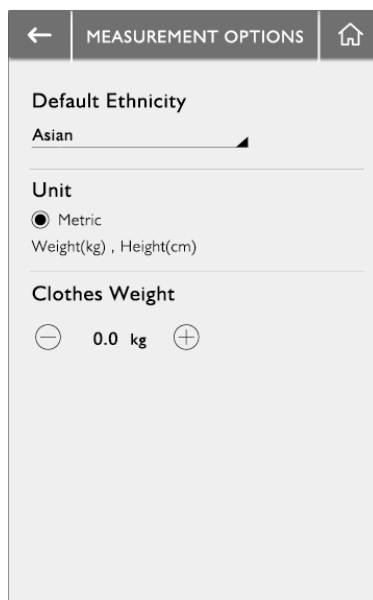 MEASUREMENT OPTIONS
Default Ethnicity
Asian
Unit
Metric
Weight(kg) , Height(cm)
Clothes Weight
0.0 kg